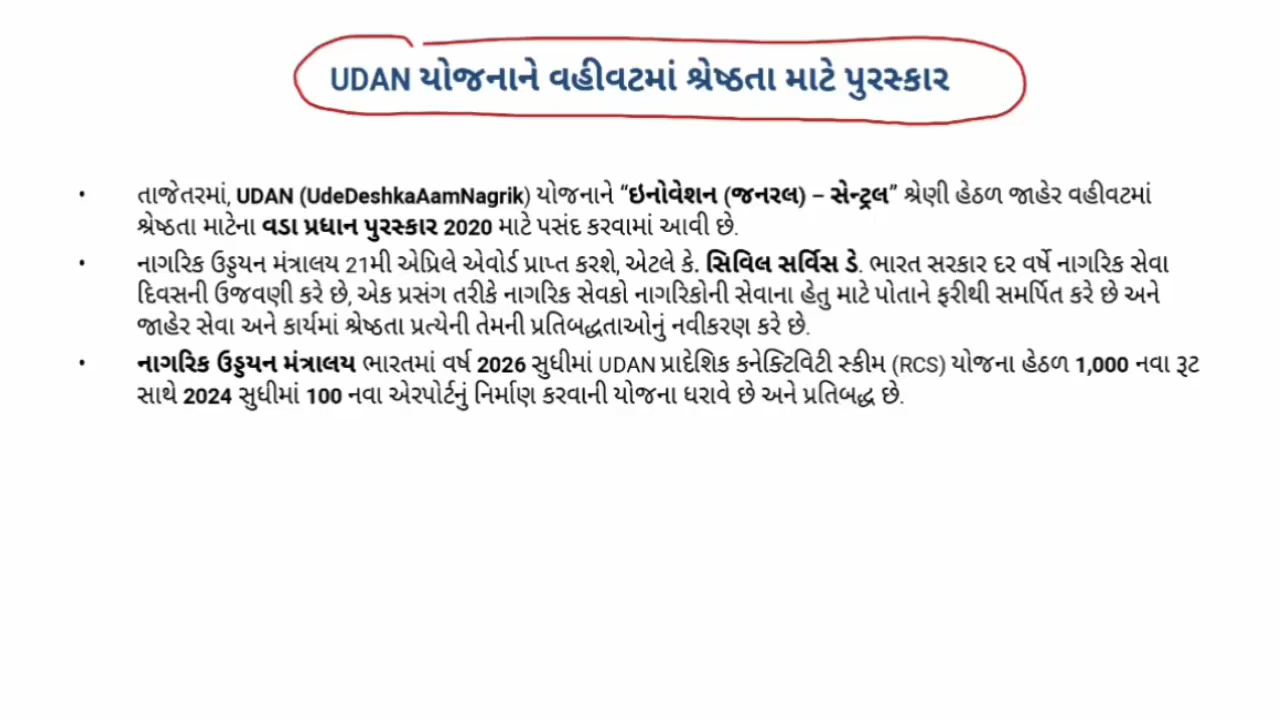 UDAN યોજનાને વહીવટમાં શ્રેષ્ઠતા માટે પુરસ્કાર
• તાજેતરમાં, UDAN (UdeDeshkaAamNagrik) યોજનાને “ઇનોવેશન (જનરલ) – સેન્ટ્રલ” શ્રેણી હેઠળ જાહેર વહીવટમાં
શ્રેષ્ઠતા માટેના વડા પ્રધાન પુરસ્કાર 2020 માટે પસંદ કરવામાં આવી છે.
• નાગરિક ઉડ્ડયન મંત્રાલય 21મી એપ્રિલે એવોર્ડ પ્રાપ્ત કરશે, એટલે કે. સિવિલ સર્વિસ ડે. ભારત સરકાર દર વર્ષે નાગરિક સેવા
દિવસની ઉજવણી કરે છે, એક પ્રસંગ તરીકે નાગરિક સેવકો નાગરિકોની સેવાના હેતુ માટે પોતાને ફરીથી સમર્પિત કરે છે અને
જાહેર સેવા અને કાર્યમાં શ્રેષ્ઠતા પ્રત્યેની તેમની પ્રતિબદ્ધતાઓનું નવીકરણ કરે છે.
• નાગરિક ઉડ્ડયન મંત્રાલય ભારતમાં વર્ષ 2026 સુધીમાં UDAN પ્રાદેશિક કનેક્ટિવિટી સ્કીમ (RCS) યોજના હેઠળ 1,000 નવા રૂટ
સાથે 2024 સુધીમાં 100 નવા એરપોર્ટનું નિર્માણ કરવાની યોજના ધરાવે છે અને પ્રતિબદ્ધ છે.